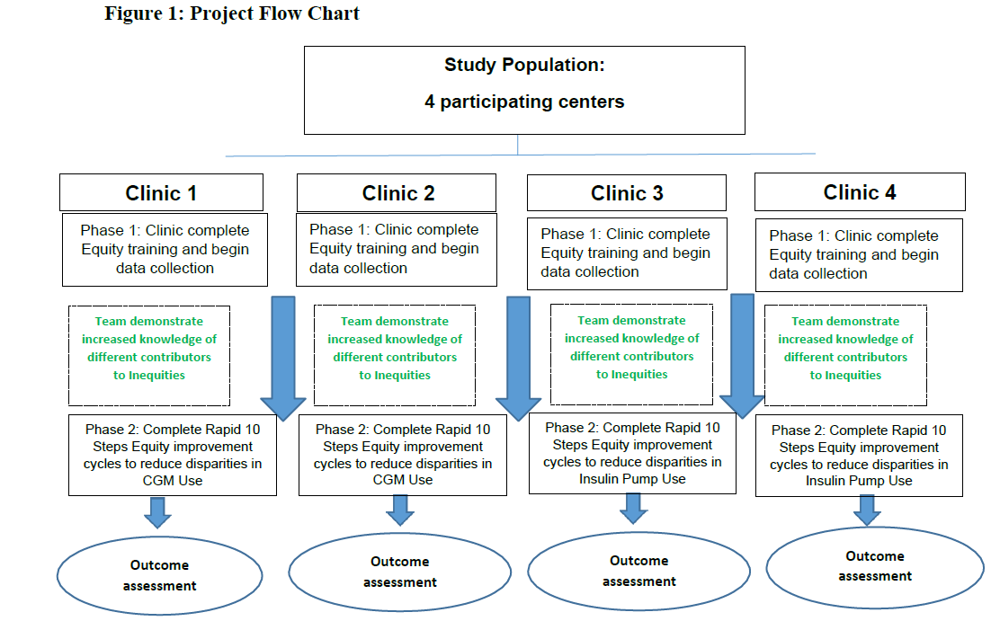 Figure 1: Project Flow Chart
Study Population:
4 participating centers
Clinic 1
Phase 1: Clinic complete
Equity training and begin
data collection
Team demonstrate
increased knowledge of
different contributors
to Inequities
Phase 2: Complete Rapid 10
Steps Equity improvement
cycles to reduce disparities in
CGM Use
Outcome
assessment
Clinic 2
Phase 1: Clinic complete
Equity training and begin
data collection
Team demonstrate
increased knowledge of
different contributors
to Inequities
Phase 2: Complete Rapid 10
Steps Equity improvement
cycles to reduce disparities in
CGM Use
Outcome
assessment
Clinic 3
Phase 1: Clinic complete
Equity training and begin
data collection
Team demonstrate
increased knowledge of
different contributors
to Inequities
Phase 2: Complete Rapid 10
Steps Equity improvement
cycles to reduce disparities in
Insulin Pump Use
Outcome
assessment
Clinic 4
Phase 1: Clinic complete
Equity training and begin
data collection
Team demonstrate
increased knowledge of
different contributors
to Inequities
Phase 2: Complete Rapid 10
Steps Equity improvement
cycles to reduce disparities in
Insulin Pump Use
Outcome
assessment